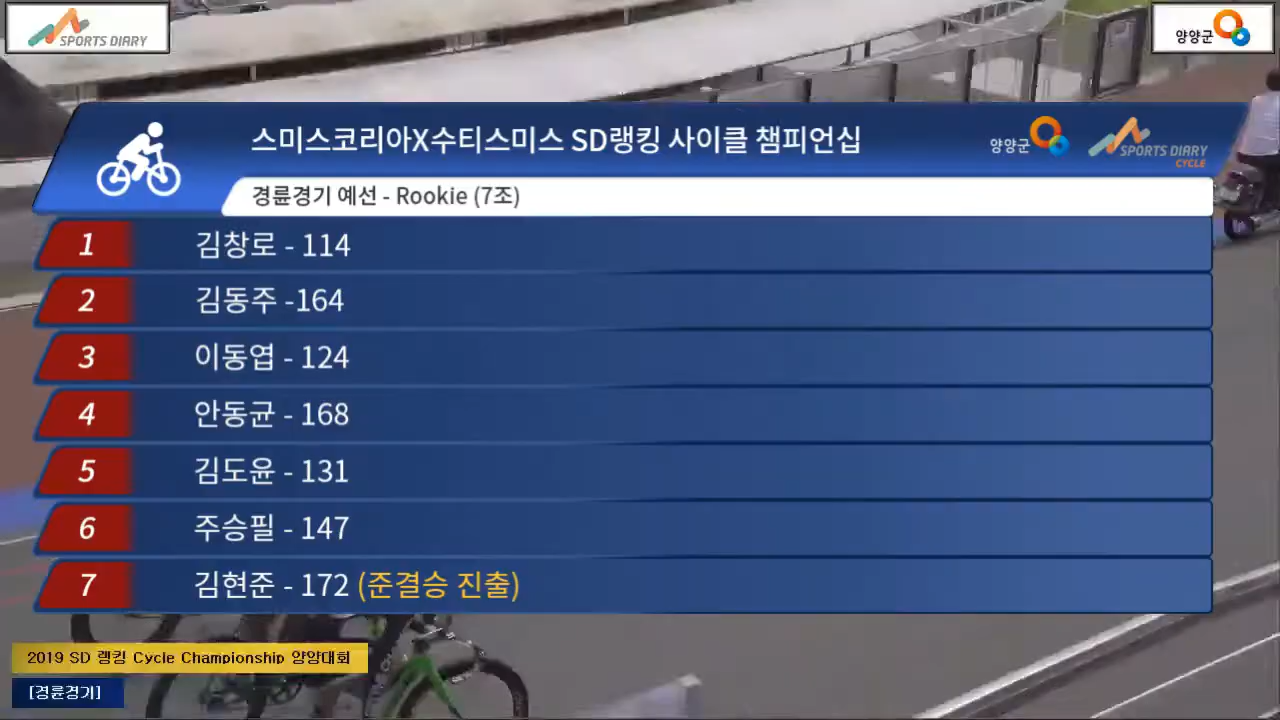 SPORTS DIARY
양양군
스미스코리아X수티스미스 SD랭킹 사이클 챔피언십
양양군
SPORTS DIARY
CYCLE
경륜경기 예선 - Rookie (7조)
1 김창로 - 114
2 김동주 -164
3 이동엽 - 124
4 안동균 - 168
5 김도윤 - 131
6 주승필 - 147
7 김현준 - 172 (준결승 진출)
2019 SD 랭킹 Cycle Championship 양양대회
[경륜경기]